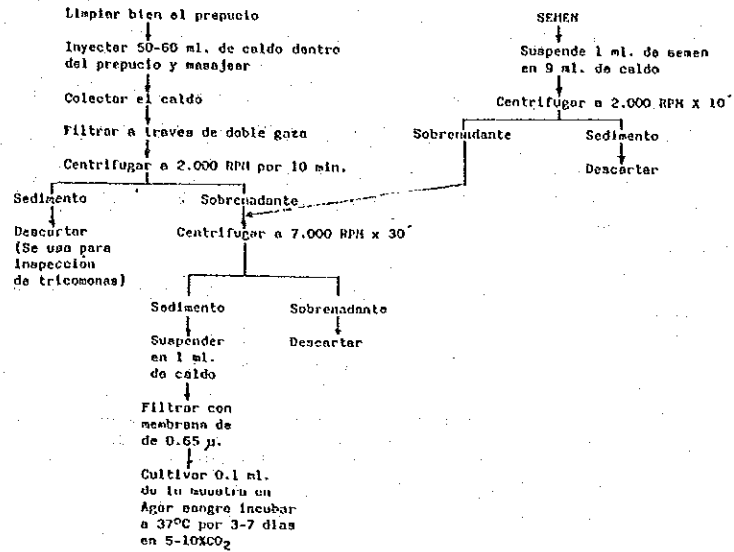 Limpiar bien el prepucio
Inyectar 50-60 ml. de caldo dentro
del prepucio y masajear
Colectar el caldo
Filtrar a traves de doble gaza
Centrifugar a 2.000 RPM por 10 min.
Sedimento
Descartar
(Se usa para
inspección
de tricomonas)
Sobrenadante
SEMEN
Suspende 1 ml. de semen
en 9 ml. de caldo
Centrifugar a 2.000 RPM X 10´
Sobrenadante
Sedimento
Descartar
Centrifugar a 7.000 RPM x 30´
Sedimento
Sobrenadante
Descartar
Suspender
en 1 ml.
de caldo
Filtrar con
membrana de
de 0.65 µ.
Cultivar 0.1 ml.
de la muestra en
Agar sangre incubar
a 37°C por 3-7 dias
en 5-10%CO₂